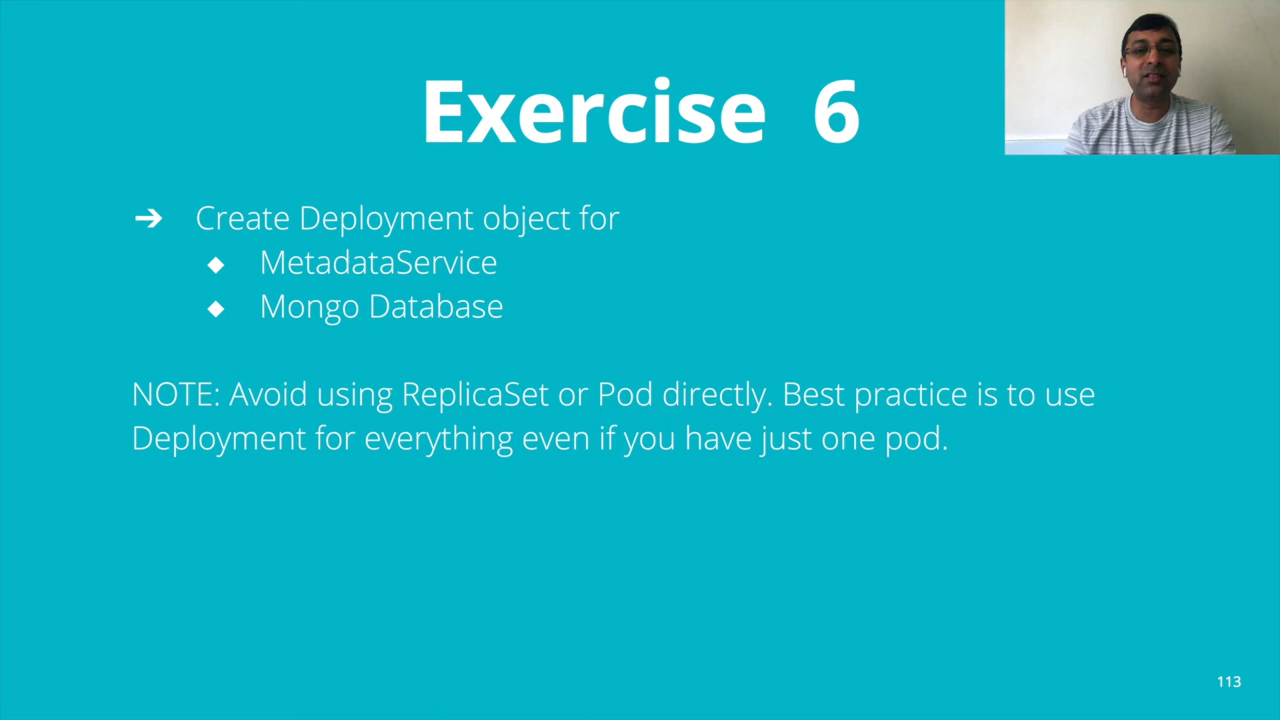 Exercise 6
➔ Create Deployment object for
◆ MetadataService
◆ Mongo Database
NOTE: Avoid using ReplicaSet or Pod directly. Best practice is to use
Deployment for everything even if you have just one pod.
113